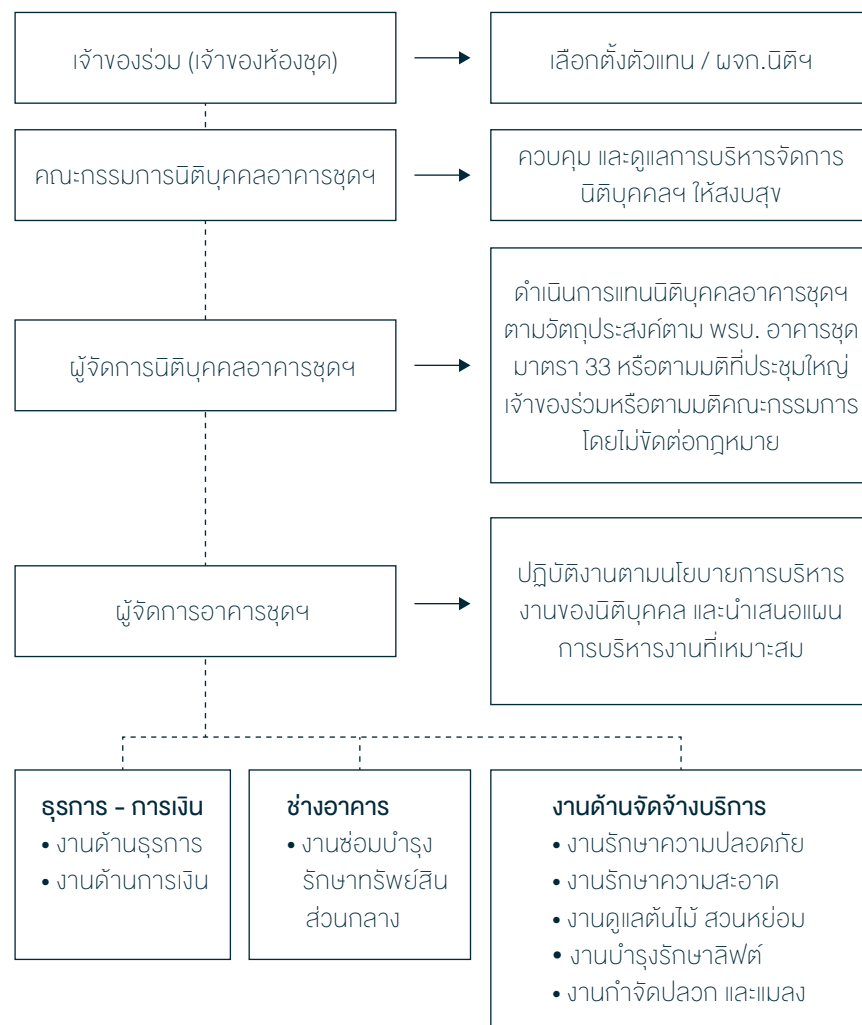 เจ้าของร่วม (เจ้าของห้องชุด)
เลือกตั้งตัวแทน / ผจก.นิติฯ
คณะกรรมการนิติบุคคลอาคารชุดฯ
ควบคุม และดูแลการบริหารจัดการ
นิติบุคคลฯ ให้สงบสุข
ผู้จัดการนิติบุคคลอาคารชุดฯ
ดำเนินการแทนนิติบุคคลอาคารชุดฯ
ตามวัตถุประสงค์ตาม พรบ. อาคารชุด
มาตรา 33 หรือตามมติที่ประชุมใหญ่
เจ้าของร่วมหรือตามมติคณะกรรมการ
โดยไม่ขัดต่อกฎหมาย
ผู้จัดการอาคารชุดฯ
ปฏิบัติงานตามนโยบายการบริหาร
งานของนิติบุคคล และนำเสนอแผน
การบริหารงานที่เหมาะสม
ธุรการ - การเงิน
• งานด้านธุรการ
• งานด้านการเงิน
ช่างอาคาร
• งานซ่อมบำรุง
รักษาทรัพย์สิน
ส่วนกลาง
งานด้านจัดจ้างบริการ
• งานรักษาความปลอดภัย
• งานรักษาความสะอาด
• งานดูแลต้นไม้ สวนหย่อม
• งานบำรุงรักษาลิฟต์
• งานกำจัดปลวก และแมลง